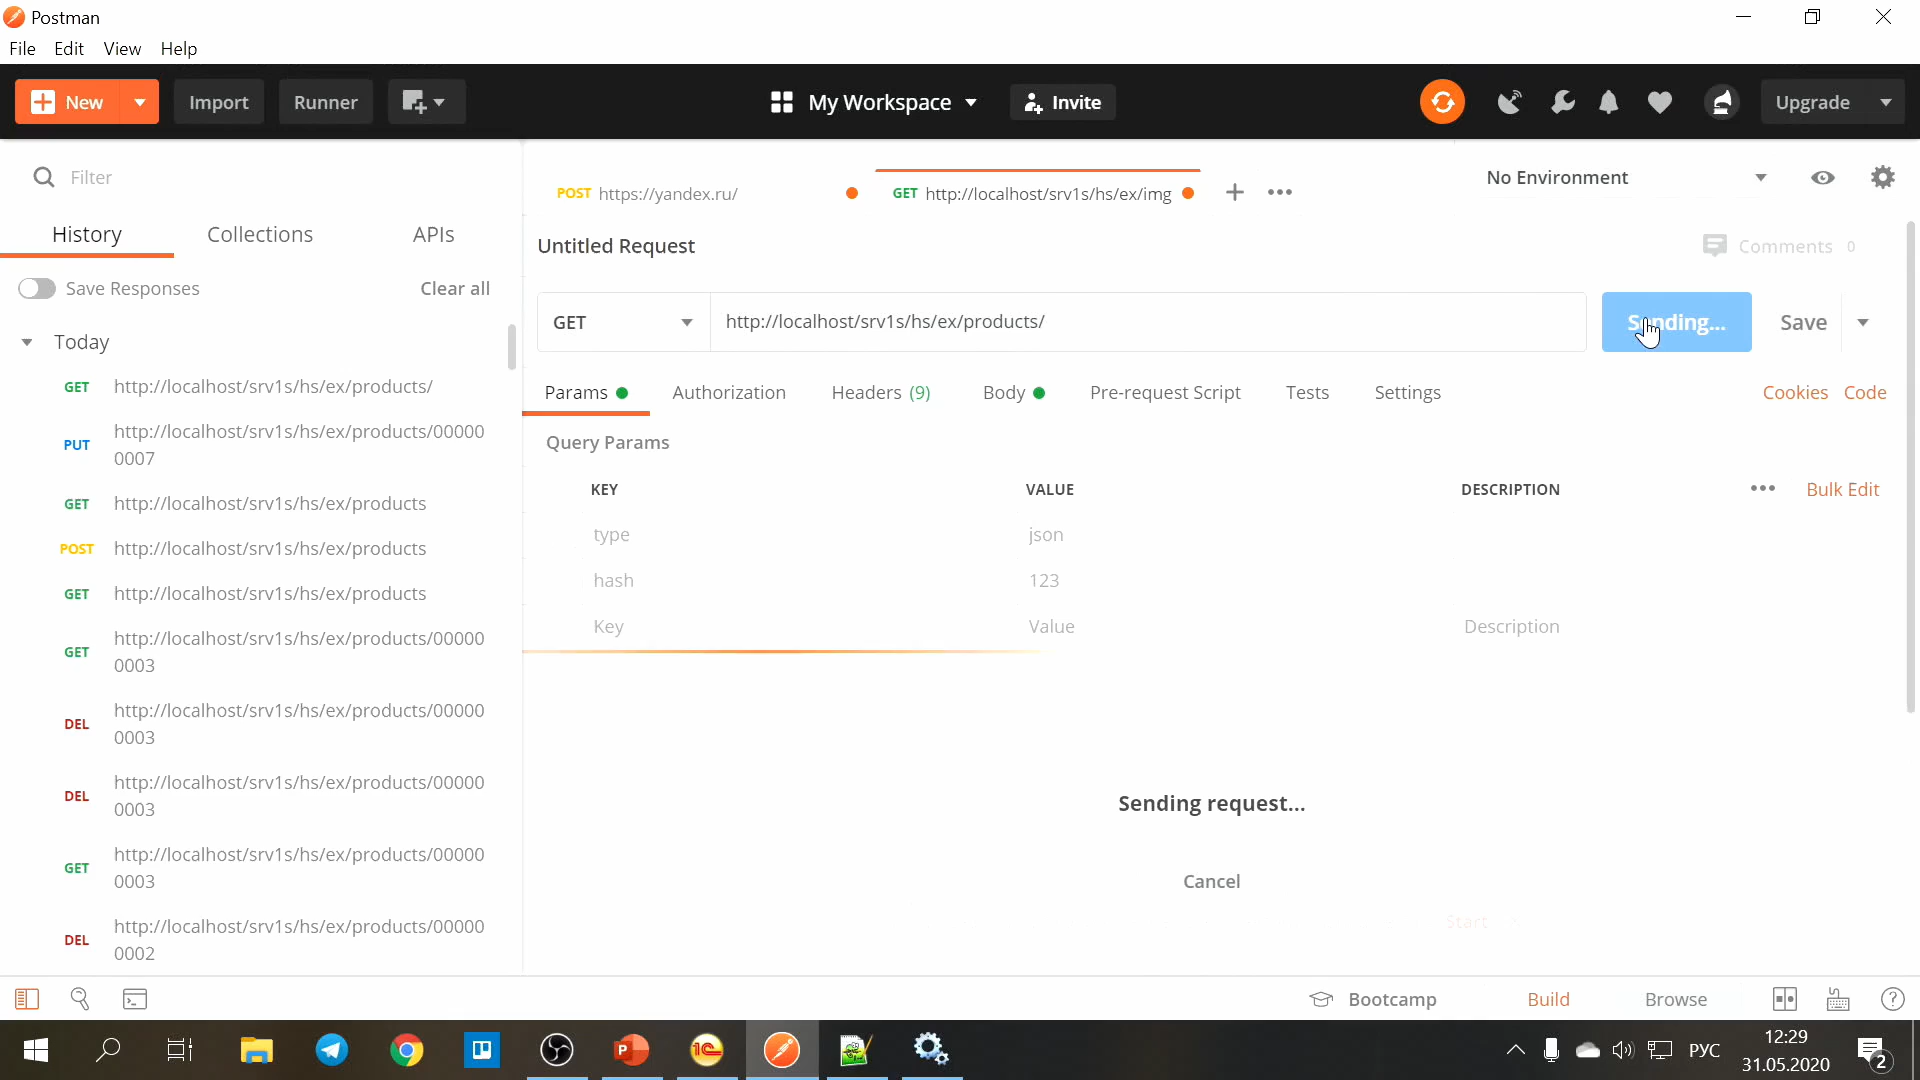 Postman
File Edit View Help
New Import Runner My Workspace Invite Upgrade
Filter
History Collections APIs
Save Responses Clear all
Today
GET http://localhost/srv1s/hs/ex/products/
PUT http://localhost/srv1s/hs/ex/products/00000
0007
GET http://localhost/srv1s/hs/ex/products
POST http://localhost/srv1s/hs/ex/products
GET http://localhost/srv1s/hs/ex/products
GET http://localhost/srv1s/hs/ex/products/00000
0003
DEL http://localhost/srv1s/hs/ex/products/00000
0003
DEL http://localhost/srv1s/hs/ex/products/00000
0003
GET http://localhost/srv1s/hs/ex/products/00000
0003
DEL http://localhost/srv1s/hs/ex/products/00000
0002
POST https://yandex.ru/ GET http://localhost/srv1s/hs/ex/img No Environment
Untitled Request Comments 0
GET http://localhost/srv1s/hs/ex/products/ Sending... Save
Params Authorization Headers (9) Body Pre-request Script Tests Settings Cookies Code
Query Params
KEY VALUE DESCRIPTION Bulk Edit
type json
hash 123
Key Value Description
Sending request...
Cancel
Start
Bootcamp Build Browse
РУС 12:29
31.05.2020 2